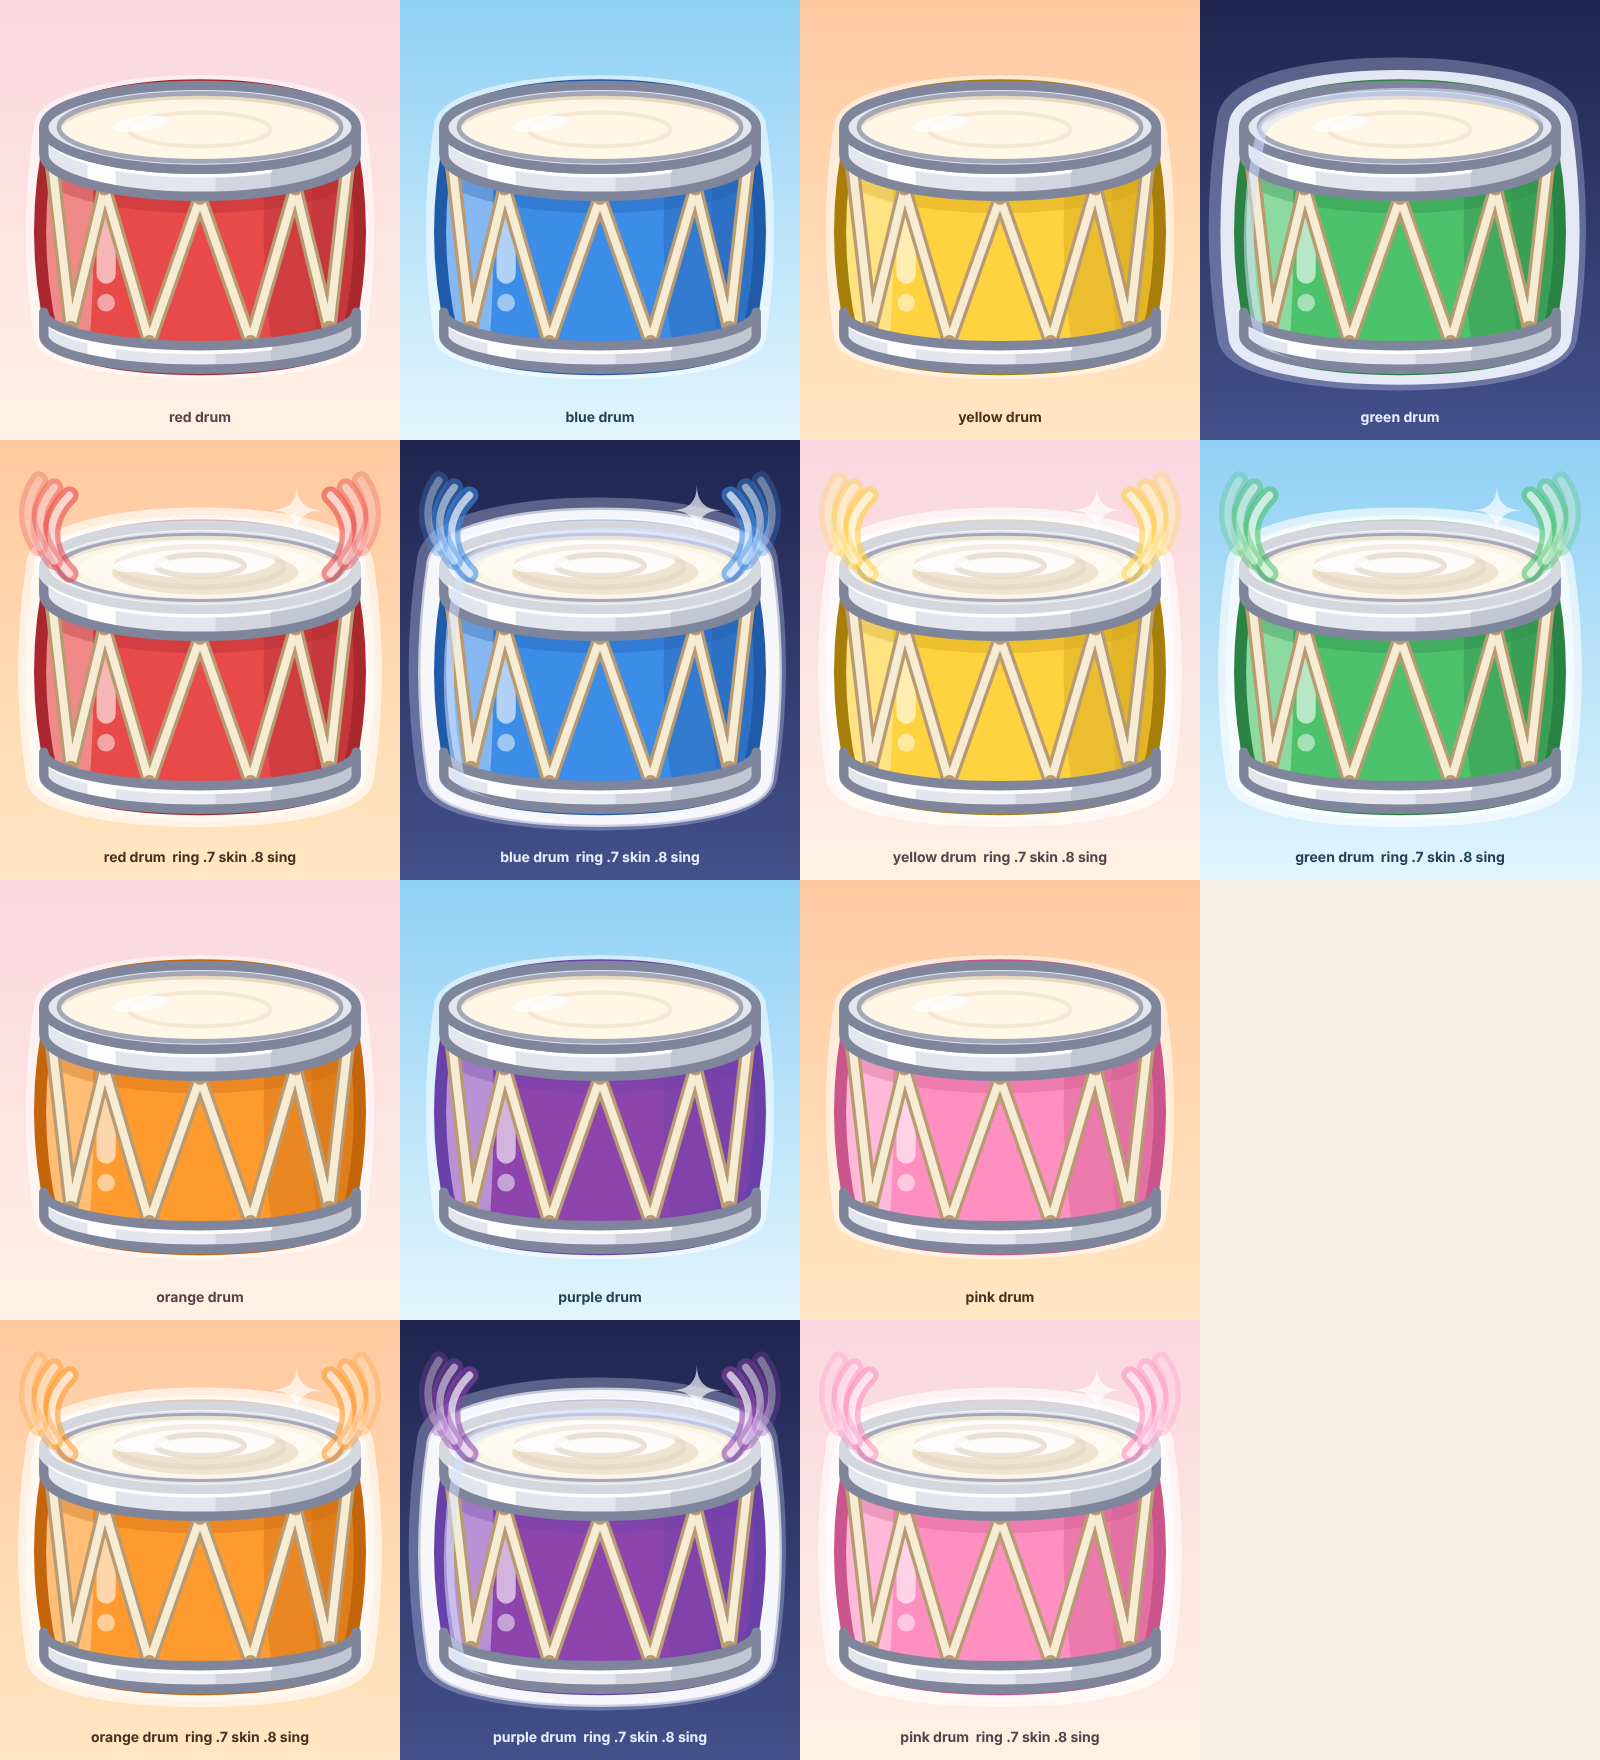 red drum
blue drum
yellow drum
green drum
red drum ring .7 skin .8 sing
blue drum ring .7 skin .8 sing
yellow drum ring .7 skin .8 sing
green drum ring .7 skin .8 sing
orange drum
purple drum
pink drum
orange drum ring .7 skin .8 sing
purple drum ring .7 skin .8 sing
pink drum ring .7 skin .8 sing